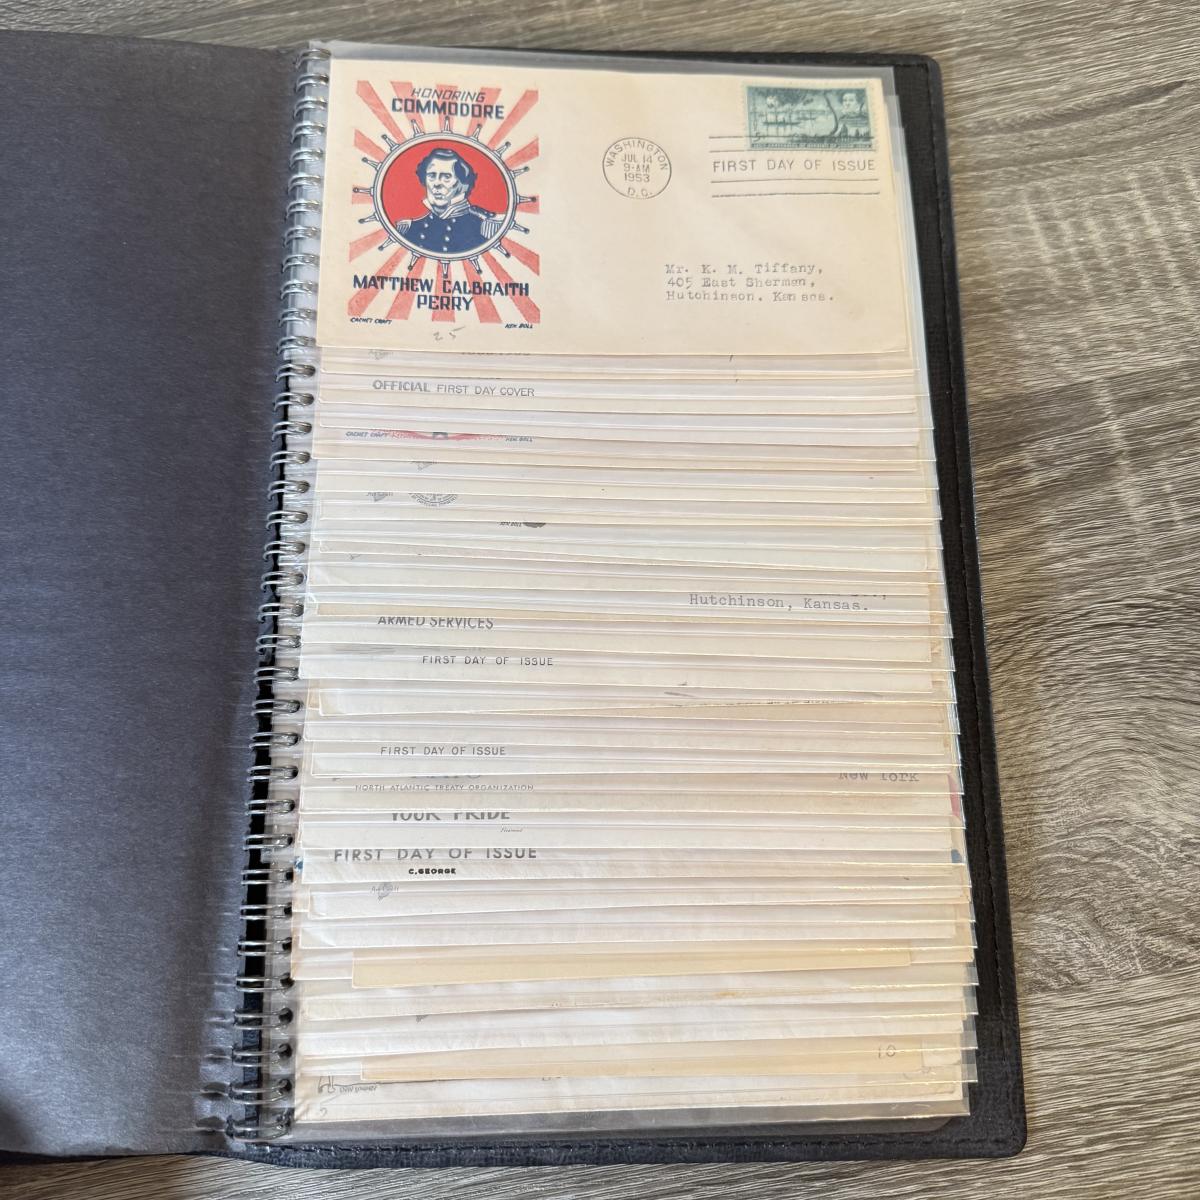 HONORING
COMMODORE
MATTHEW CALBRAITH
PERRY
CACHET CRAFT KEN BOLL
25
WASHINGTON
JUL 14
9-AM
1953
D.C.
FIRST DAY OF ISSUE
Mr. K. M. Tiffany,
405 East Sherman,
Hutchinson. Kansas.
OFFICIAL FIRST DAY COVER
CACHET CRAFT KEN BOLL
KEN BOLL
Hutchinson, Kansas.
ARMED SERVICES
FIRST DAY OF ISSUE
FIRST DAY OF ISSUE
New York
NORTH ATLANTIC TREATY ORGANIZATION
YOUR PRIDE
FIRST DAY OF ISSUE
C. GEORGE
10